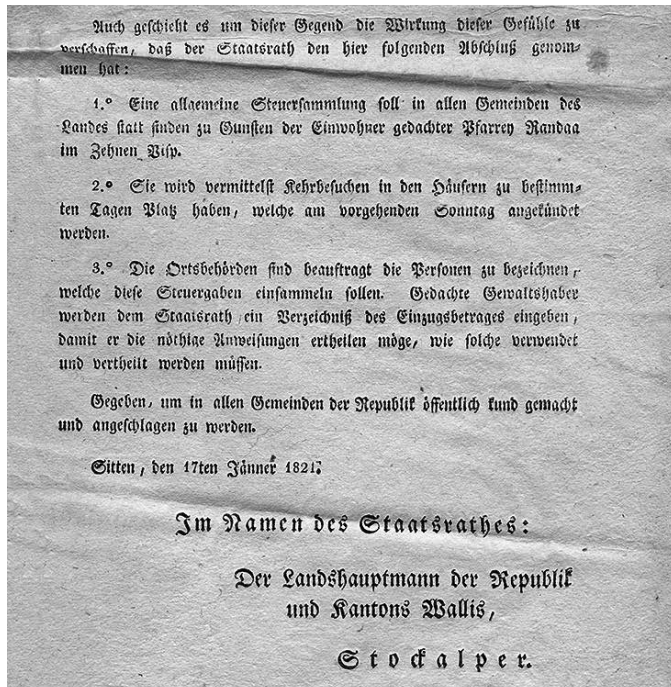 Auch geschieht es um dieser Gegend die Wirkung dieser Gefühle zu
verschaffen, daß der Staatsrath den hier folgenden Abschluß genom-
men hat:
1.° Eine allgemeine Steuersammlung soll in allen Gemeinden des
Landes statt finden zu Gunsten der Einwohner gedachter Pfarrey Randaa
im Zehnen Visp.
2.° Sie wird vermittelst Kehrbesuchen in den Häusern zu bestimm-
ten Tagen Platz haben, welche am vorgehenden Sonntag angekündet
werden.
3.° Die Ortsbehörden sind beauftragt die Personen zu bezeichnen,
welche diese Steuergaben einsammeln sollen. Gedachte Gewaltshaber
werden dem Staatsrath ein Verzeichniß des Einzugsbetrages eingeben,
damit er die nöthige Anweisungen ertheilen möge, wie solche verwendet
und vertheilt werden müssen.
Gegeben, um in allen Gemeinden der Republik öffentlich kund gemacht
und angeschlagen zu werden.
Sitten, den 17ten Jänner 1821.
Im Namen des Staatsrathes:
Der Landshauptmann der Republik
und Kantons Wallis,
Stockalper.